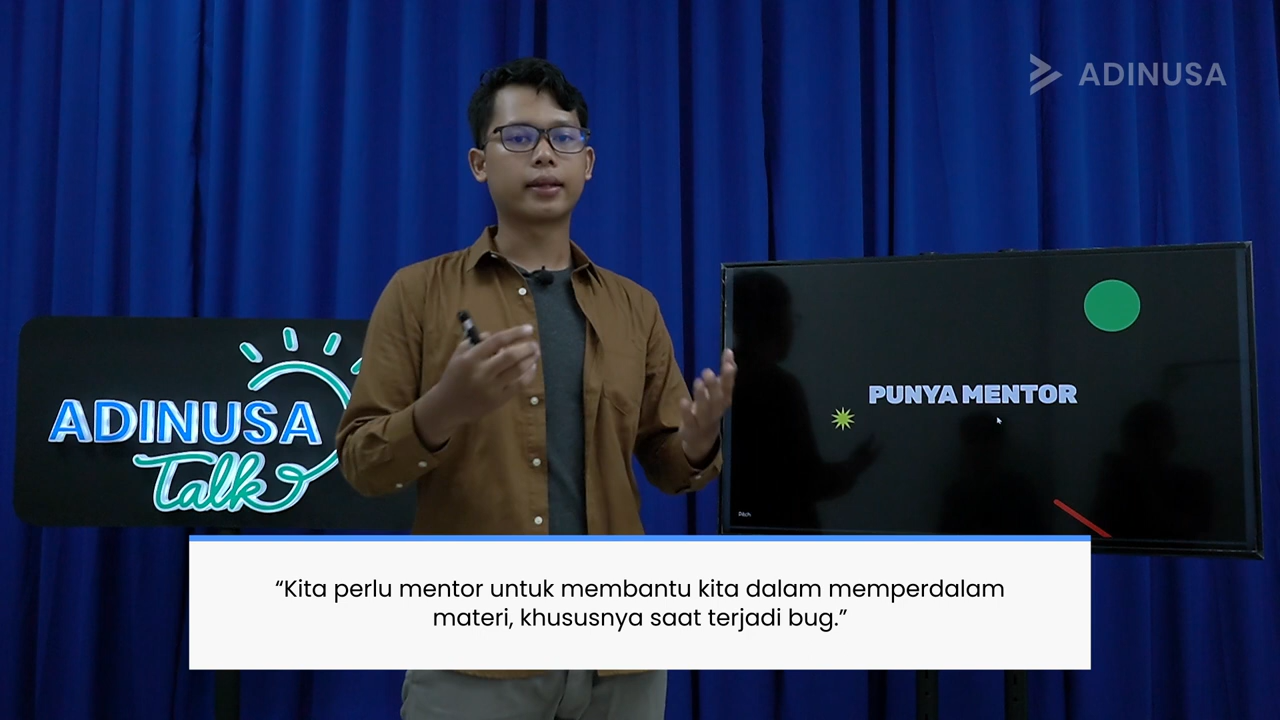 ADINUSA
ADINUSA
Talk
PUNYA MENTOR
“Kita perlu mentor untuk membantu kita dalam memperdalam
materi, khususnya saat terjadi bug.”